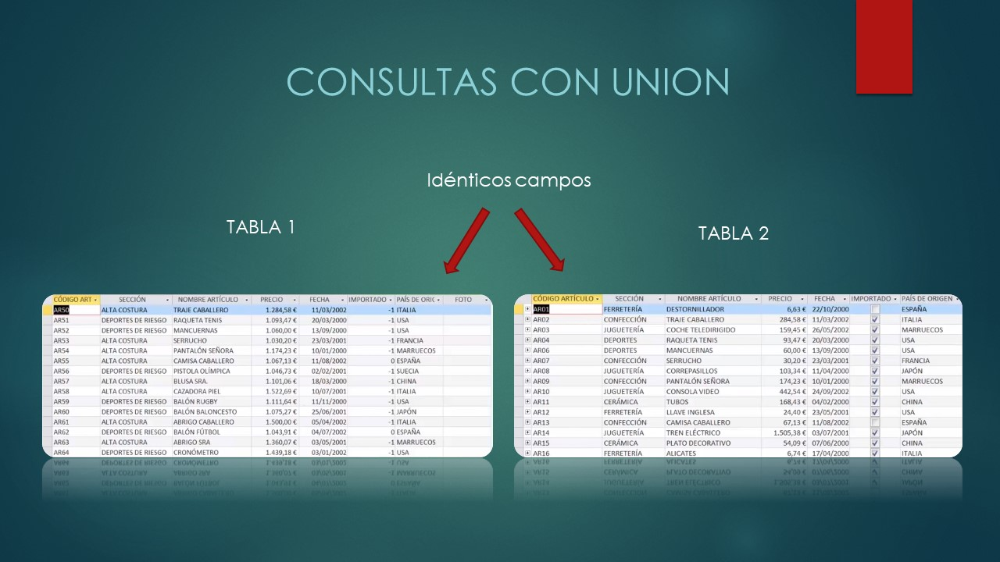 CONSULTAS CON UNION
Idénticos campos
TABLA 1
TABLA 2
CÓDIGO ART SECCIÓN NOMBRE ARTÍCULO PRECIO FECHA IMPORTADO PAÍS DE ORIG FOTO
AR50 ALTA COSTURA TRAJE CABALLERO 1.284,58 € 11/03/2002 -1 ITALIA
AR51 DEPORTES DE RIESGO RAQUETA TENIS 1.093,47 € 20/03/2000 -1 USA
AR52 DEPORTES DE RIESGO MANCUERNAS 1.060,00 € 13/09/2000 -1 USA
AR53 ALTA COSTURA SERRUCHO 1.030,20 € 23/03/2001 -1 FRANCIA
AR54 ALTA COSTURA PANTALÓN SEÑORA 1.174,23 € 10/01/2000 -1 MARRUECOS
AR55 ALTA COSTURA CAMISA CABALLERO 1.067,13 € 11/08/2002 0 ESPAÑA
AR56 DEPORTES DE RIESGO PISTOLA OLÍMPICA 1.046,73 € 02/02/2001 -1 SUECIA
AR57 ALTA COSTURA BLUSA SRA. 1.101,06 € 18/03/2000 -1 CHINA
AR58 ALTA COSTURA CAZADORA PIEL 1.522,69 € 10/07/2001 -1 ITALIA
AR59 DEPORTES DE RIESGO BALÓN RUGBY 1.111,64 € 11/11/2000 -1 USA
AR60 DEPORTES DE RIESGO BALÓN BALONCESTO 1.075,27 € 25/06/2001 -1 JAPÓN
AR61 ALTA COSTURA ABRIGO CABALLERO 1.500,00 € 05/04/2002 -1 ITALIA
AR62 DEPORTES DE RIESGO BALÓN FÚTBOL 1.043,91 € 04/07/2002 0 ESPAÑA
AR63 ALTA COSTURA ABRIGO SRA 1.360,07 € 03/05/2001 -1 MARRUECOS
AR64 DEPORTES DE RIESGO CRONÓMETRO 1.439,18 € 03/01/2002 -1 USA
CÓDIGO ARTÍCULO SECCIÓN NOMBRE ARTÍCULO PRECIO FECHA IMPORTADO PAÍS DE ORIGEN
AR01 FERRETERÍA DESTORNILLADOR 6,63 € 22/10/2000 ESPAÑA
AR02 CONFECCIÓN TRAJE CABALLERO 284,58 € 11/03/2002 ITALIA
AR03 JUGUETERÍA COCHE TELEDIRIGIDO 159,45 € 26/05/2002 MARRUECOS
AR04 DEPORTES RAQUETA TENIS 93,47 € 20/03/2000 USA
AR06 DEPORTES MANCUERNAS 60,00 € 13/09/2000 USA
AR07 CONFECCIÓN SERRUCHO 30,20 € 23/03/2001 FRANCIA
AR08 JUGUETERÍA CORREPASILLOS 103,34 € 11/04/2000 JAPÓN
AR09 CONFECCIÓN PANTALÓN SEÑORA 174,23 € 10/01/2000 MARRUECOS
AR10 JUGUETERÍA CONSOLA VIDEO 442,54 € 24/09/2002 USA
AR11 CERÁMICA TUBOS 168,43 € 04/02/2000 CHINA
AR12 FERRETERÍA LLAVE INGLESA 24,40 € 23/05/2001 USA
AR13 CONFECCIÓN CAMISA CABALLERO 67,13 € 11/08/2002 ESPAÑA
AR14 JUGUETERÍA TREN ELÉCTRICO 1.505,38 € 03/07/2001 JAPÓN
AR15 CERÁMICA PLATO DECORATIVO 54,09 € 07/06/2000 CHINA
AR16 FERRETERÍA ALICATES 6,74 € 17/04/2000 ITALIA